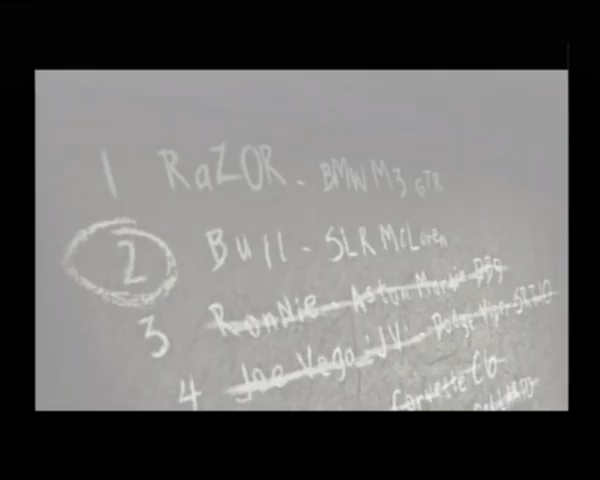 1 RaZOR - BMW M3 GTR
2 Bull - SLR McLaren
3 RonNie - Aston Martin DB9
4 Joe Vega "JV" - Dodge Viper SRT10
Corvette C6